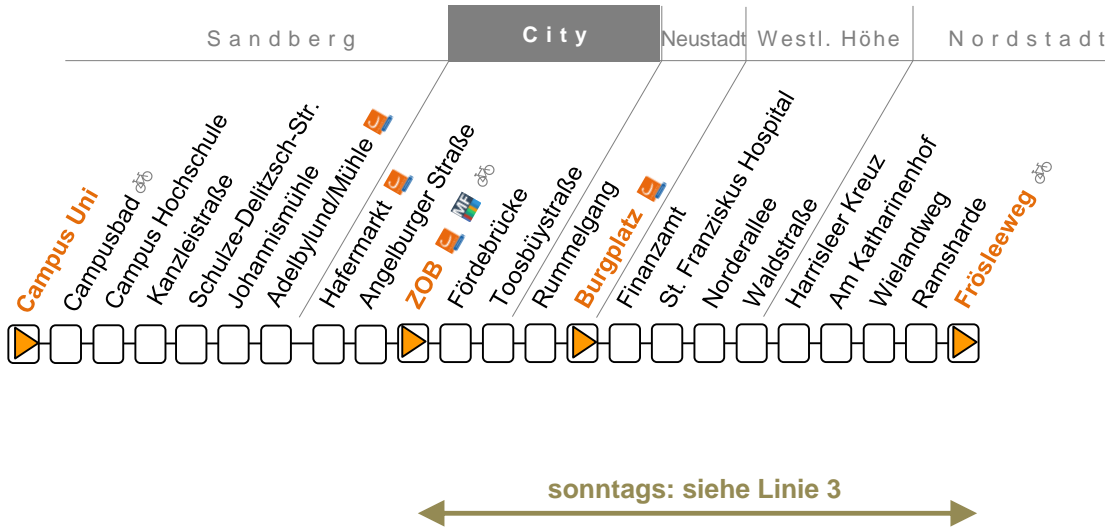 Sandberg
City
Neustadt
Westl. Höhe
Nordstadt
Campus Uni
Campusbad
Campus Hochschule
Kanzleistraße
Schulze-Delitzsch-Str.
Johannismühle
Adelbylund/Mühle
Hafermarkt
Angelburger Straße
ZOB
MF
Fördebrücke
Toosbüystraße
Rummelgang
Burgplatz
Finanzamt
St. Franziskus Hospital
Norderallee
Waldstraße
Harrisleer Kreuz
Am Katharinenhof
Wielandweg
Ramsharde
Frösleeweg
sonntags: siehe Linie 3